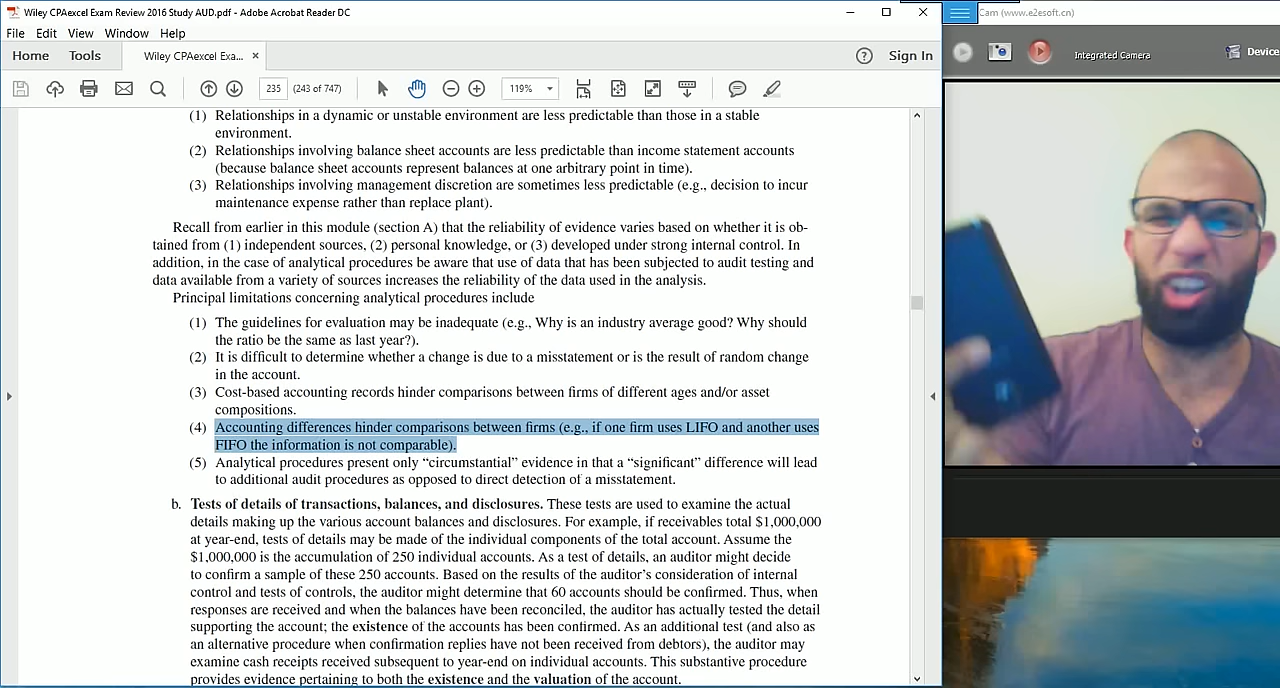 Wiley CPAexcel Exam Review 2016 Study AUD.pdf - Adobe Acrobat Reader DC
Cam (www.e2esoft.cn)
File Edit View Window Help
Home Tools Wiley CPAexcel Exa... × Sign In
Integrated Camera Device
235 (243 of 747) 119%
(1) Relationships in a dynamic or unstable environment are less predictable than those in a stable
environment.
(2) Relationships involving balance sheet accounts are less predictable than income statement accounts
(because balance sheet accounts represent balances at one arbitrary point in time).
(3) Relationships involving management discretion are sometimes less predictable (e.g., decision to incur
maintenance expense rather than replace plant).
Recall from earlier in this module (section A) that the reliability of evidence varies based on whether it is ob-
tained from (1) independent sources, (2) personal knowledge, or (3) developed under strong internal control. In
addition, in the case of analytical procedures be aware that use of data that has been subjected to audit testing and
data available from a variety of sources increases the reliability of the data used in the analysis.
Principal limitations concerning analytical procedures include
(1) The guidelines for evaluation may be inadequate (e.g., Why is an industry average good? Why should
the ratio be the same as last year?).
(2) It is difficult to determine whether a change is due to a misstatement or is the result of random change
in the account.
(3) Cost-based accounting records hinder comparisons between firms of different ages and/or asset
compositions.
(4) Accounting differences hinder comparisons between firms (e.g., if one firm uses LIFO and another uses
FIFO the information is not comparable).
(5) Analytical procedures present only “circumstantial” evidence in that a “significant” difference will lead
to additional audit procedures as opposed to direct detection of a misstatement.
b. Tests of details of transactions, balances, and disclosures. These tests are used to examine the actual
details making up the various account balances and disclosures. For example, if receivables total $1,000,000
at year-end, tests of details may be made of the individual components of the total account. Assume the
$1,000,000 is the accumulation of 250 individual accounts. As a test of details, an auditor might decide
to confirm a sample of these 250 accounts. Based on the results of the auditor’s consideration of internal
control and tests of controls, the auditor might determine that 60 accounts should be confirmed. Thus, when
responses are received and when the balances have been reconciled, the auditor has actually tested the detail
supporting the account; the existence of the accounts has been confirmed. As an additional test (and also as
an alternative procedure when confirmation replies have not been received from debtors), the auditor may
examine cash receipts received subsequent to year-end on individual accounts. This substantive procedure
provides evidence pertaining to both the existence and the valuation of the account.